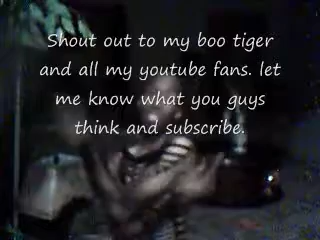 Shout out to my boo tiger
and all my youtube fans. let
me know what you guys
think and subscribe.